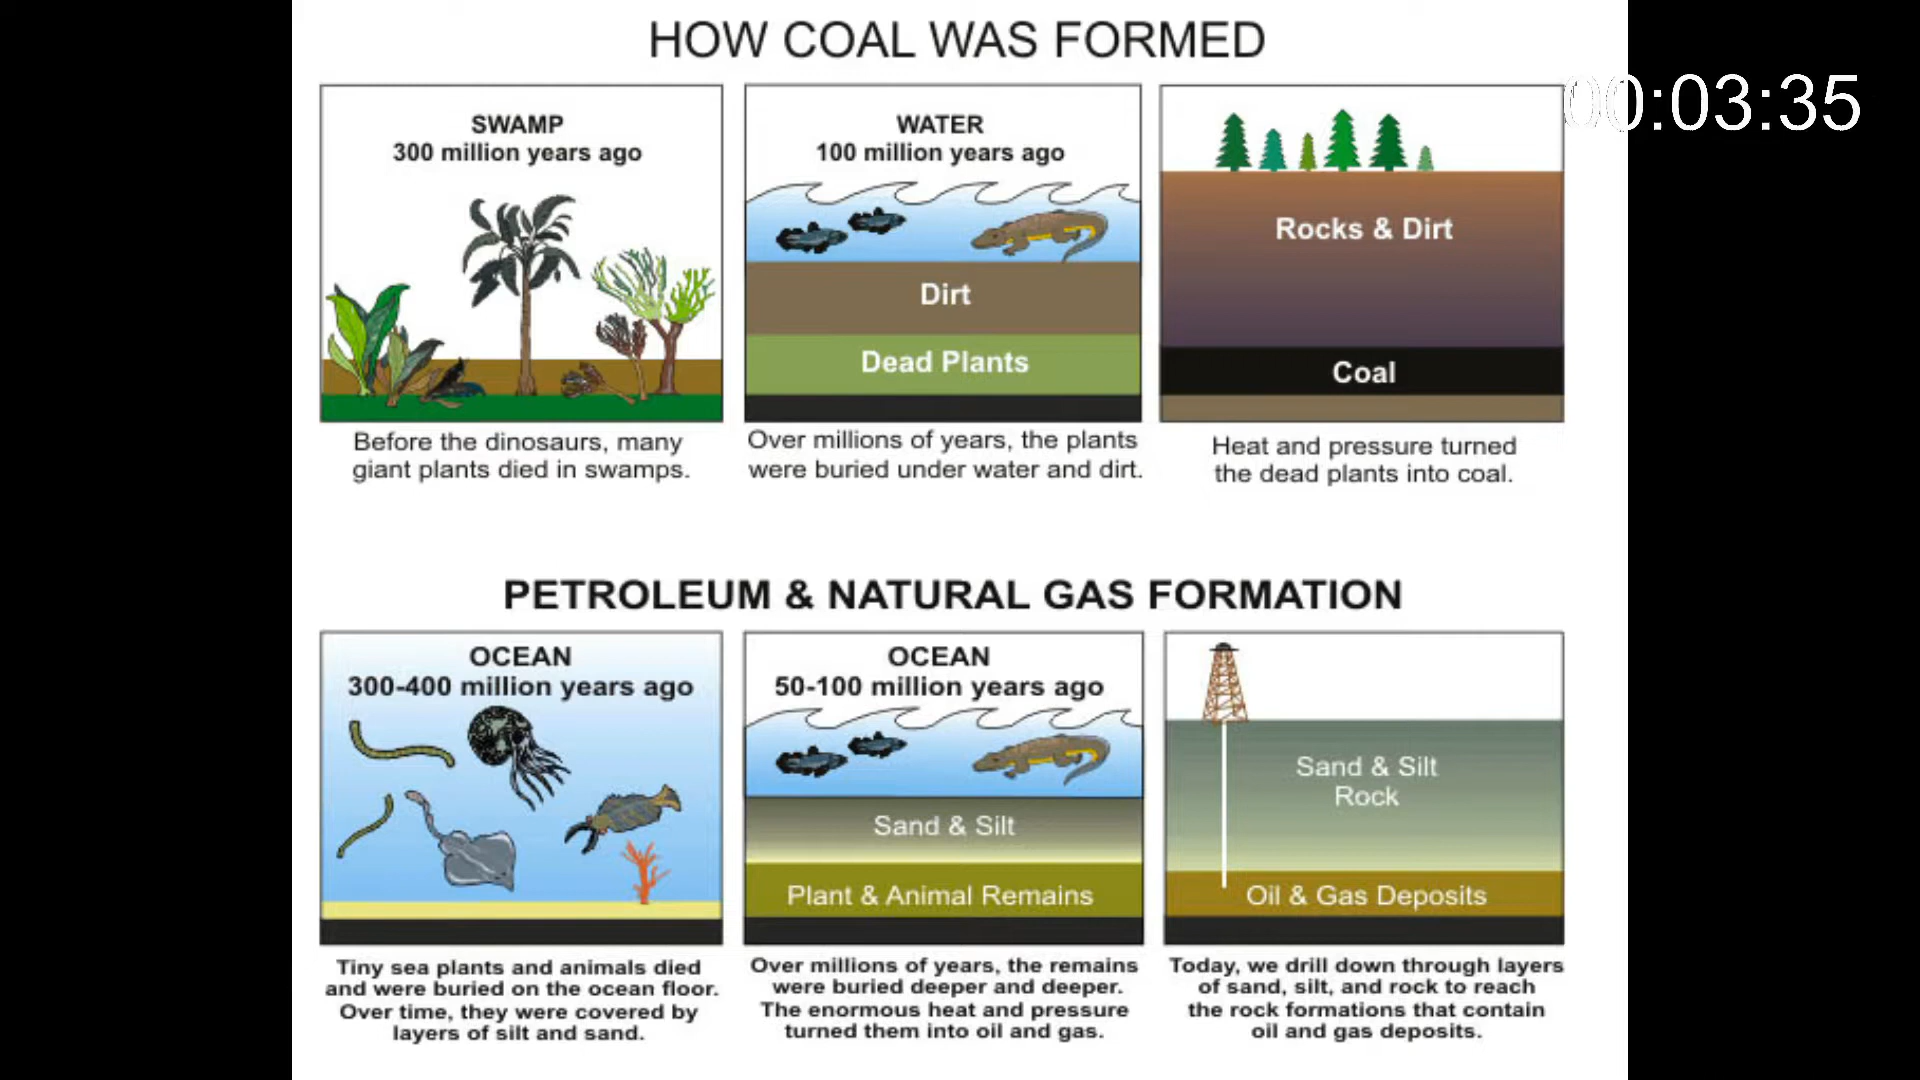 HOW COAL WAS FORMED
00:03:35
SWAMP
300 million years ago
Before the dinosaurs, many
giant plants died in swamps.
WATER
100 million years ago
Dirt
Dead Plants
Over millions of years, the plants
were buried under water and dirt.
Rocks & Dirt
Coal
Heat and pressure turned
the dead plants into coal.
PETROLEUM & NATURAL GAS FORMATION
OCEAN
300-400 million years ago
Tiny sea plants and animals died
and were buried on the ocean floor.
Over time, they were covered by
layers of silt and sand.
OCEAN
50-100 million years ago
Sand & Silt
Plant & Animal Remains
Over millions of years, the remains
were buried deeper and deeper.
The enormous heat and pressure
turned them into oil and gas.
Sand & Silt
Rock
Oil & Gas Deposits
Today, we drill down through layers
of sand, silt, and rock to reach
the rock formations that contain
oil and gas deposits.